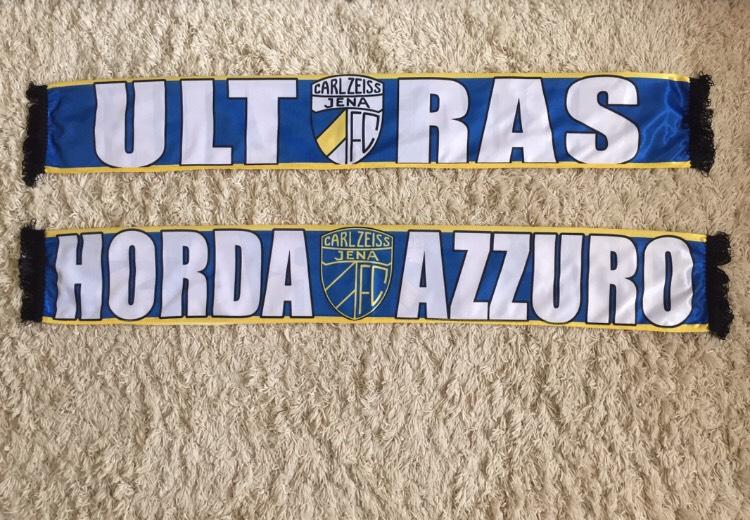 ULT CARL ZEISS JENA FC RAS
HORDA CARL ZEISS JENA FC AZZURO